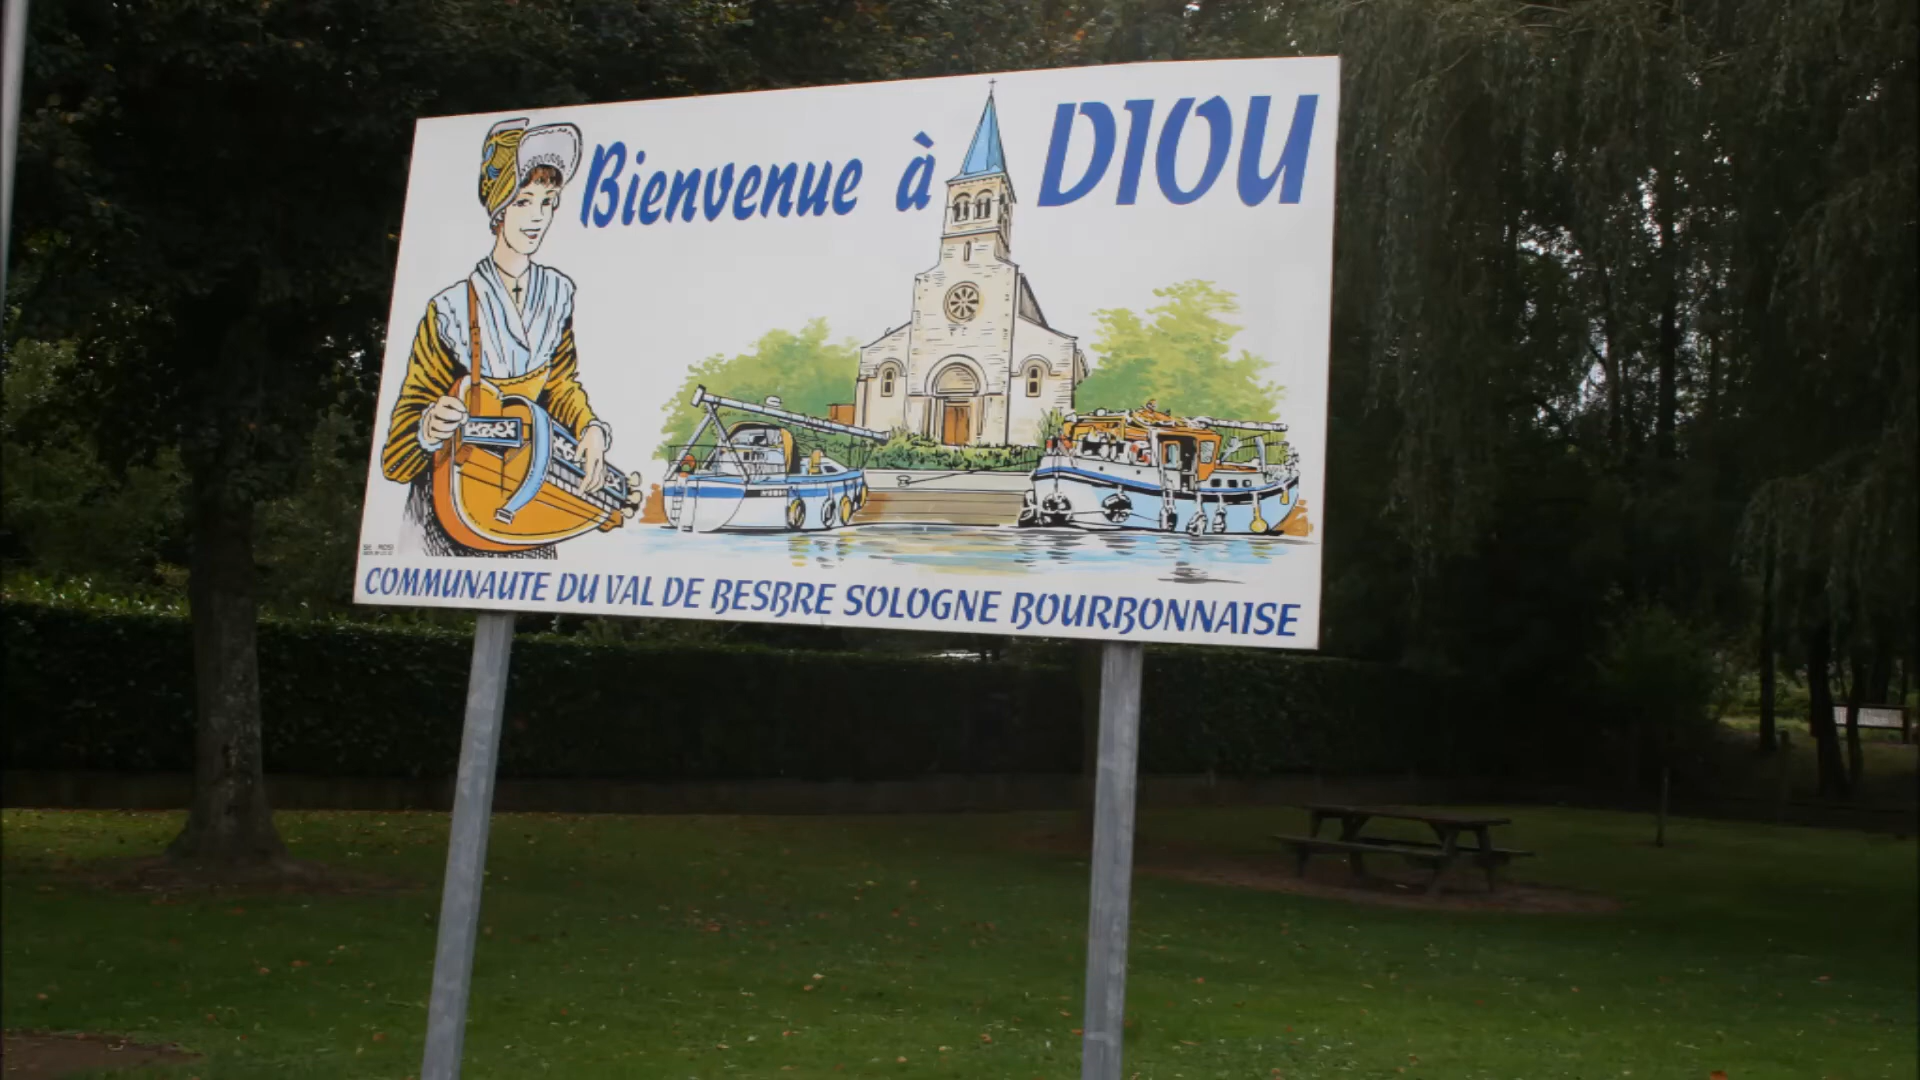 Bienvenue à DIOU
COMMUNAUTE DU VAL DE BESBRE SOLOGNE BOURBONNAISE